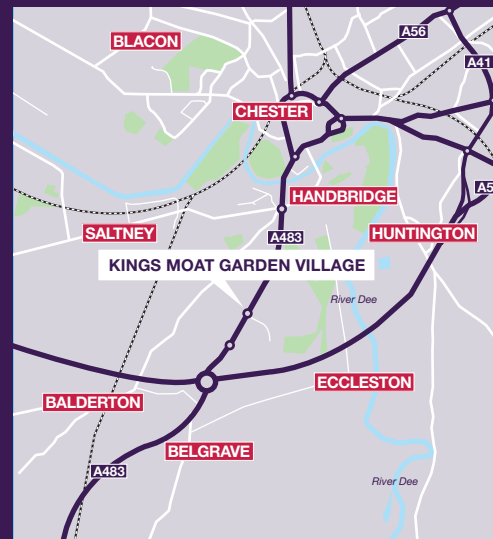 A56
BLACON
A41
CHESTER
A5
HANDBRIDGE
SALTNEY
A483
HUNTINGTON
KINGS MOAT GARDEN VILLAGE
River Dee
ECCLESTON
BALDERTON
BELGRAVE
A483
River Dee